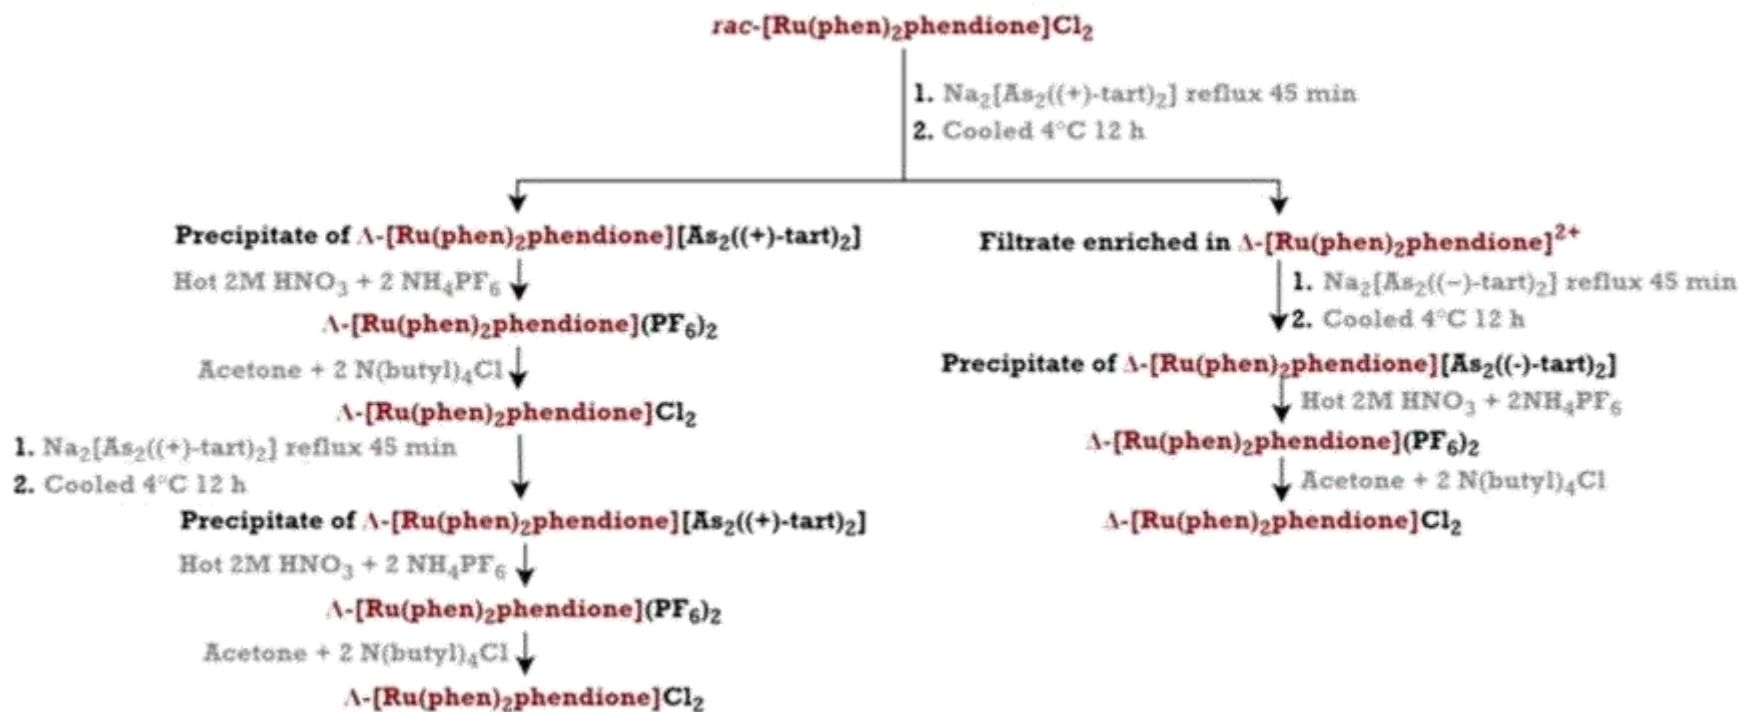 rac-[Ru(phen)₂phendione]Cl₂
1. Na₂[As₂((+)-tart)₂] reflux 45 min
2. Cooled 4°C 12 h
Precipitate of Λ-[Ru(phen)₂phendione][As₂((+)-tart)₂]
Hot 2M HNO₃ + 2 NH₄PF₆
Λ-[Ru(phen)₂phendione](PF₆)₂
Acetone + 2 N(butyl)₄Cl
Λ-[Ru(phen)₂phendione]Cl₂
1. Na₂[As₂((+)-tart)₂] reflux 45 min
2. Cooled 4°C 12 h
Precipitate of Λ-[Ru(phen)₂phendione][As₂((+)-tart)₂]
Hot 2M HNO₃ + 2 NH₄PF₆
Λ-[Ru(phen)₂phendione](PF₆)₂
Acetone + 2 N(butyl)₄Cl
Λ-[Ru(phen)₂phendione]Cl₂
Filtrate enriched in Δ-[Ru(phen)₂phendione]²⁺
1. Na₂[As₂((−)-tart)₂] reflux 45 min
2. Cooled 4°C 12 h
Precipitate of Δ-[Ru(phen)₂phendione][As₂((-)-tart)₂]
Hot 2M HNO₃ + 2NH₄PF₆
Δ-[Ru(phen)₂phendione](PF₆)₂
Acetone + 2 N(butyl)₄Cl
Δ-[Ru(phen)₂phendione]Cl₂